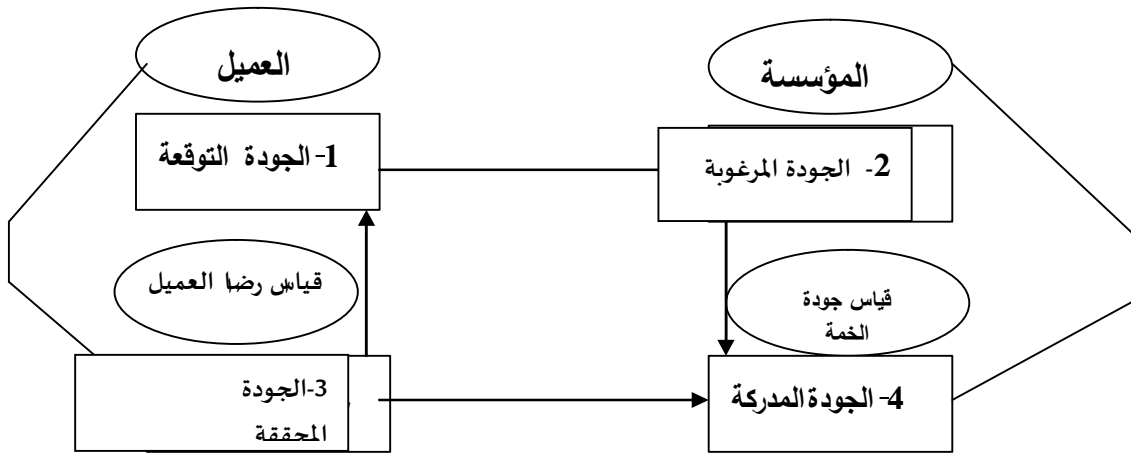 المؤسسة
العميل
2- الجودة المرغوبة
1- الجودة التوقعة
قياس جودة
الخمة
قياس رضا العميل
4- الجودة المدركة
3-الجودة
المحققة